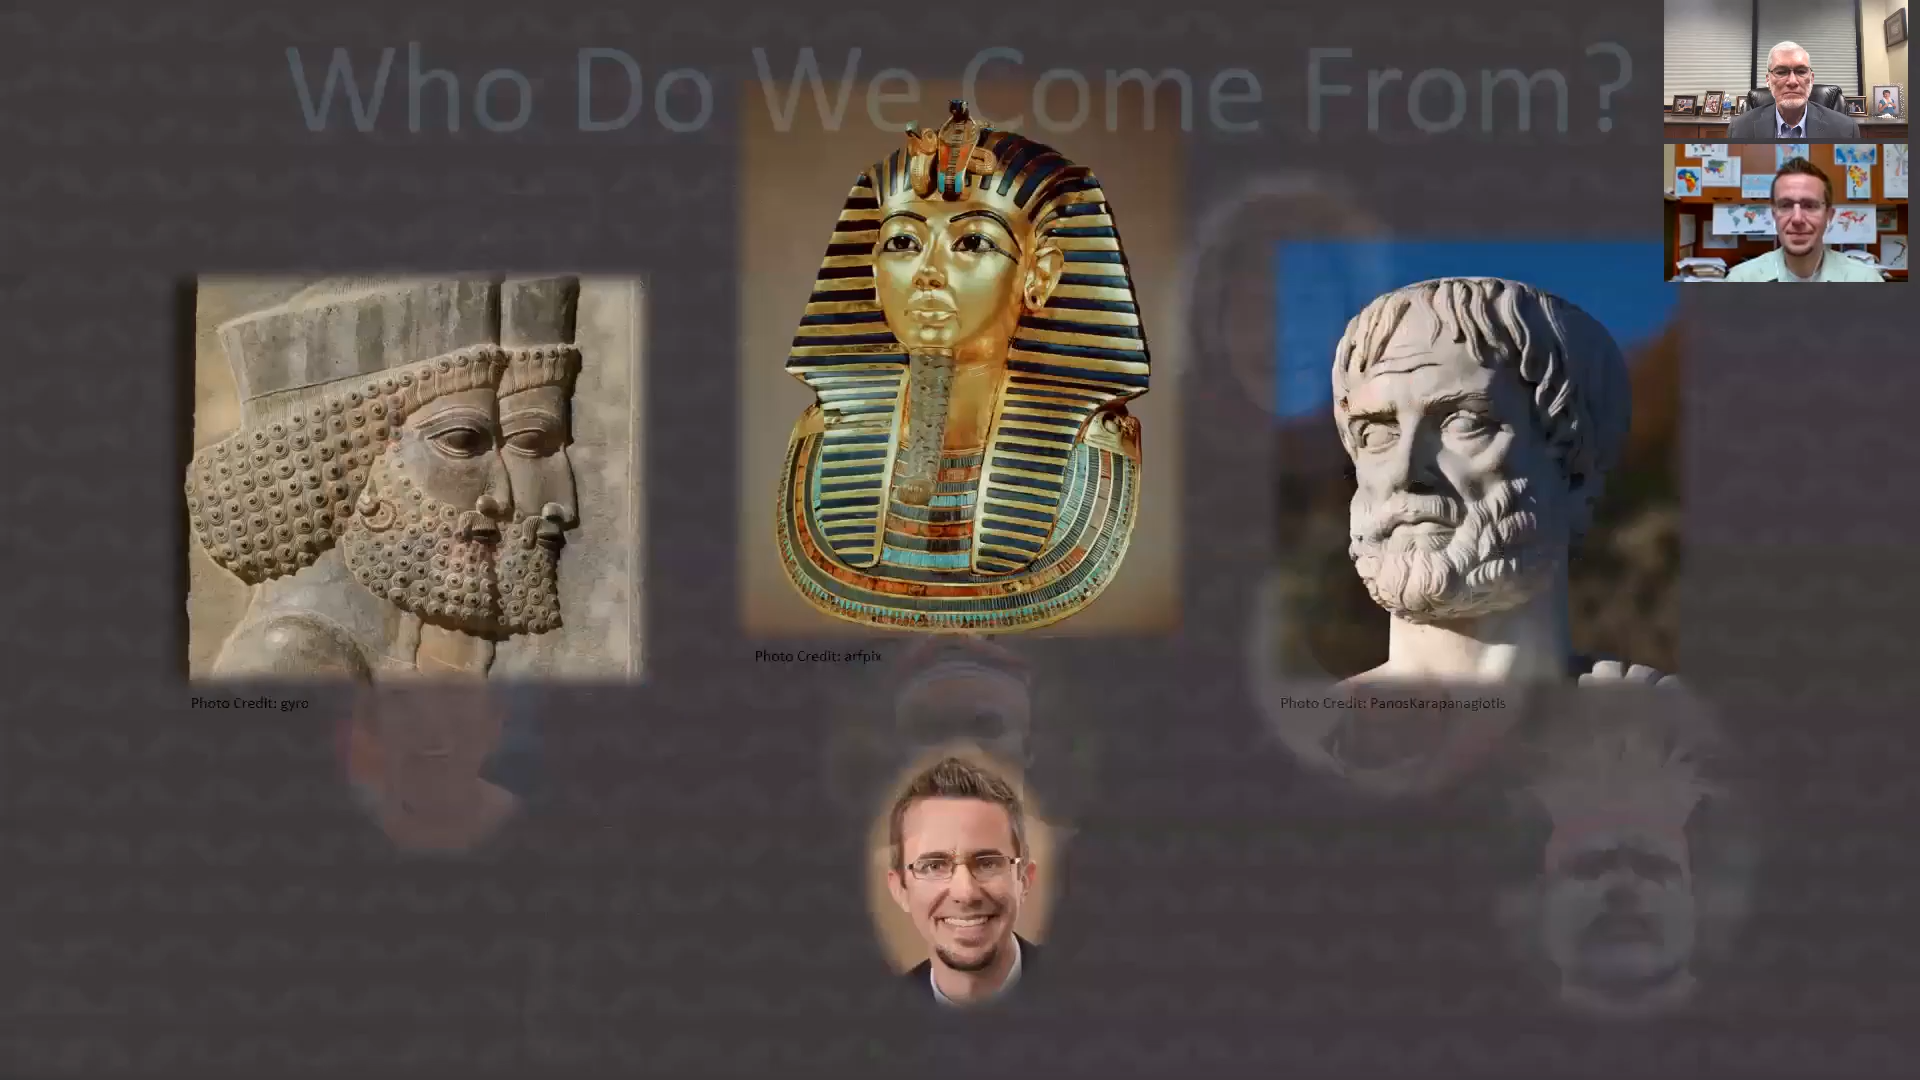 Who Do We Come From?
Photo Credit: arfpix
Photo Credit: gyro
Photo Credit: PanosKarapanagiotis